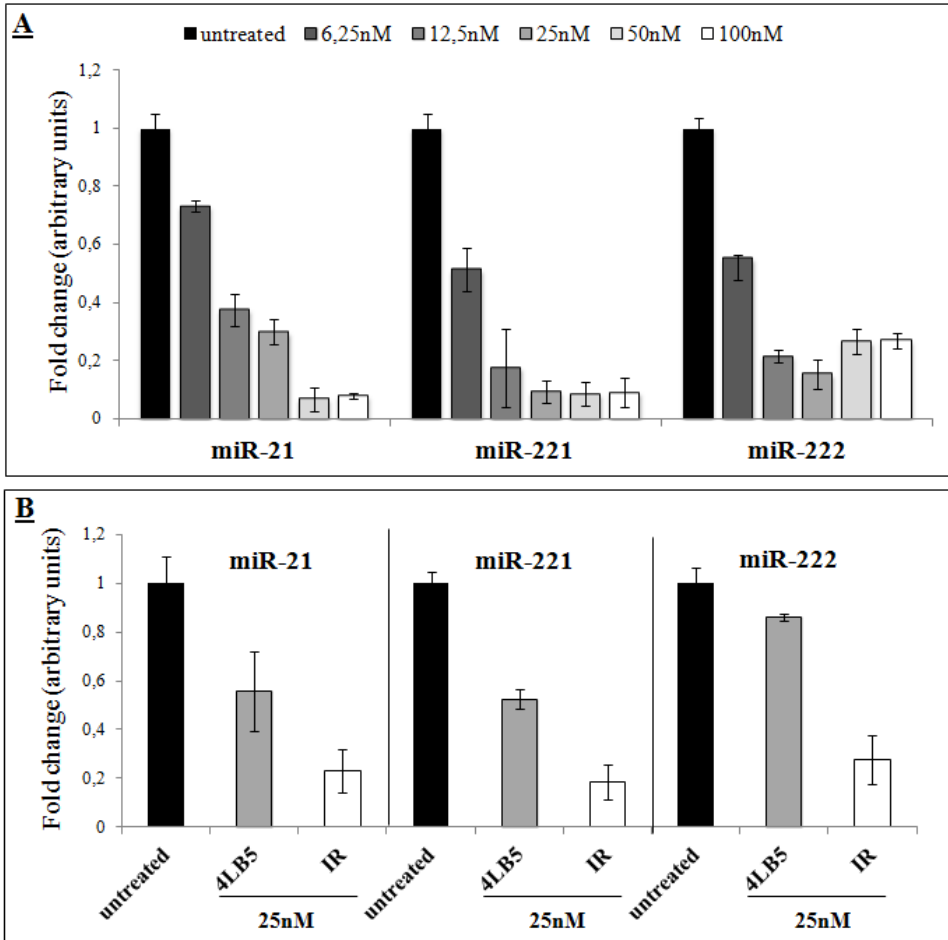 A
untreated 6,25nM 12,5nM 25nM 50nM 100nM
Fold change (arbitrary units)
1,2
1
0,8
0,6
0,4
0,2
0
miR-21 miR-221 miR-222
B
Fold change (arbitrary units)
1,2
1
0,8
0,6
0,4
0,2
0
miR-21 miR-221 miR-222
untreated 4LB5 IR untreated 4LB5 IR untreated 4LB5 IR
25nM 25nM 25nM